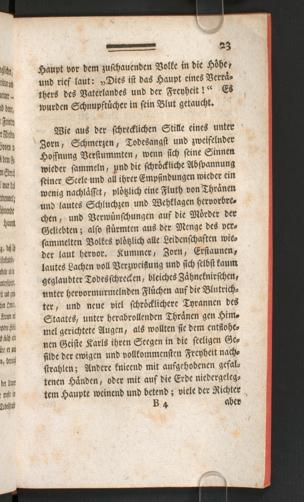 23
Haupt vor dem zuschauenden Volke in die Höhe,
und rief laut: „Dies ist das Haupt eines Verrä-
thers des Vaterlandes und der Freyheit!“ Es
wurden Schnupftücher in sein Blut getaucht.
Wie aus der schrecklichen Stille eines unter
Zorn, Schmerzen, Todesangst und zweifelnder
Hoffnung Verstummten, wenn sich seine Sinnen
wieder sammeln, und die schröckliche Abspannung
seiner Seele und all ihrer Empfindungen wieder ein
wenig nachlässet, plötzlich eine Fluth von Thränen
und lautes Schluchzen und Wehklagen hervorbre-
chen, und Verwünschungen auf die Mörder der
Geliebten; also stürmten aus der Menge des ver-
sammelten Volkes plötzlich alle Leidenschaften wie-
der laut hervor. Kummer, Zorn, Erstaunen,
lautes Lachen voll Verzweiflung und sich selbst kaum
geglaubter Todesschrecken, bleiches Zähneknirschen,
unter hervormurmelnden Flüchen auf die Blutrich-
ter, und neue viel schröcklichere Tyrannen des
Staates, unter herabrollenden Thränen gen Him-
mel gerichtete Augen, als wollten sie dem entflohe-
nen Geiste Karls ihren Seegen in die seeligen Ge-
filde der ewigen und vollkommensten Freyheit nach-
strahlen; Andere knieend mit aufgehobenen gefal-
tenen Händen, oder mit auf die Erde niedergeleg-
tem Haupte weinend und betend; viele der Richter
B 4
aber